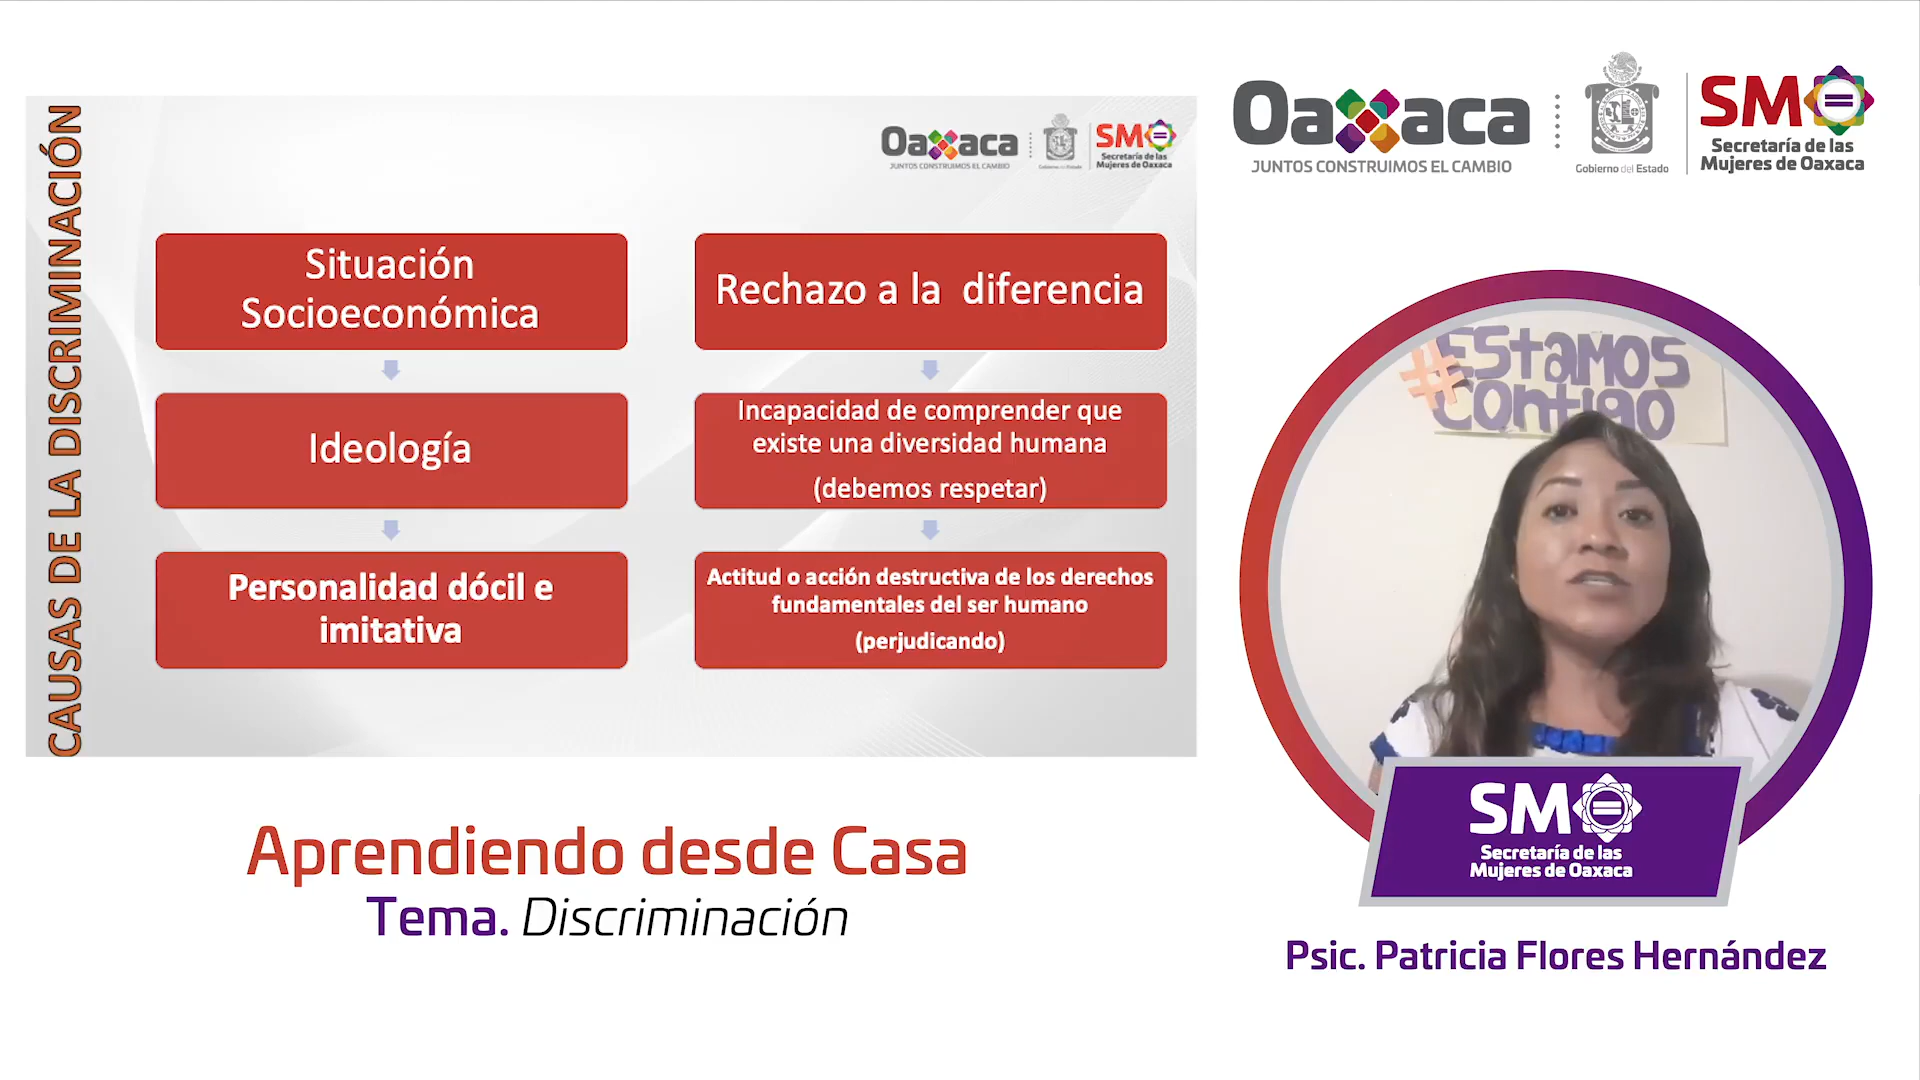 CAUSAS DE LA DISCRIMINACIÓN
Oaxaca
JUNTOS CONSTRUIMOS EL CAMBIO
Gobierno del Estado
SM
Secretaría de las
Mujeres de Oaxaca
Situación
Socioeconómica
Ideología
Personalidad dócil e
imitativa
Rechazo a la diferencia
Incapacidad de comprender que
existe una diversidad humana
(debemos respetar)
Actitud o acción destructiva de los derechos
fundamentales del ser humano
(perjudicando)
Aprendiendo desde Casa
Tema. Discriminación
Oaxaca
JUNTOS CONSTRUIMOS EL CAMBIO
Gobierno del Estado
SM
Secretaría de las
Mujeres de Oaxaca
#EStAMOS
CONtIGO
SM
Secretaría de las
Mujeres de Oaxaca
Psic. Patricia Flores Hernández